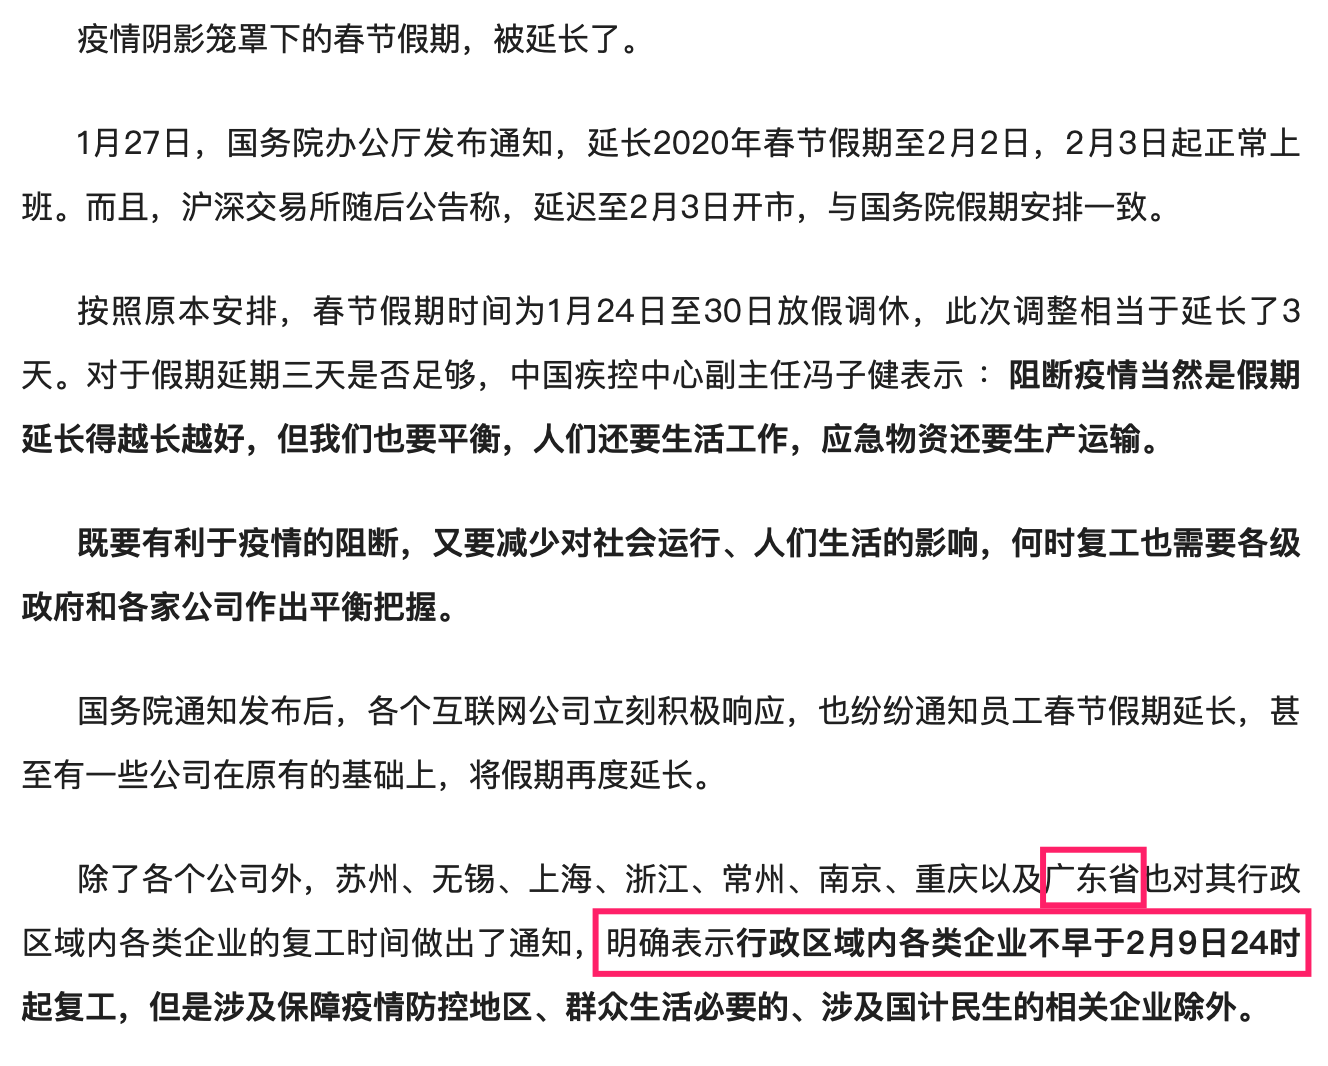 疫情阴影笼罩下的春节假期，被延长了。
1月27日，国务院办公厅发布通知，延长2020年春节假期至2月2日，2月3日起正常上
班。而且，沪深交易所随后公告称，延迟至2月3日开市，与国务院假期安排一致。
按照原本安排，春节假期时间为1月24日至30日放假调休，此次调整相当于延长了3
天。对于假期延期三天是否足够，中国疾控中心副主任冯子健表示：阻断疫情当然是假期
延长得越长越好，但我们也要平衡，人们还要生活工作，应急物资还要生产运输。
既要有利于疫情的阻断，又要减少对社会运行、人们生活的影响，何时复工也需要各级
政府和各家公司作出平衡把握。
国务院通知发布后，各个互联网公司立刻积极响应，也纷纷通知员工春节假期延长，甚
至有一些公司在原有的基础上，将假期再度延长。
除了各个公司外，苏州、无锡、上海、浙江、常州、南京、重庆以及广东省也对其行政
区域内各类企业的复工时间做出了通知，明确表示行政区域内各类企业不早于2月9日24时
起复工，但是涉及保障疫情防控地区、群众生活必要的、涉及国计民生的相关企业除外。